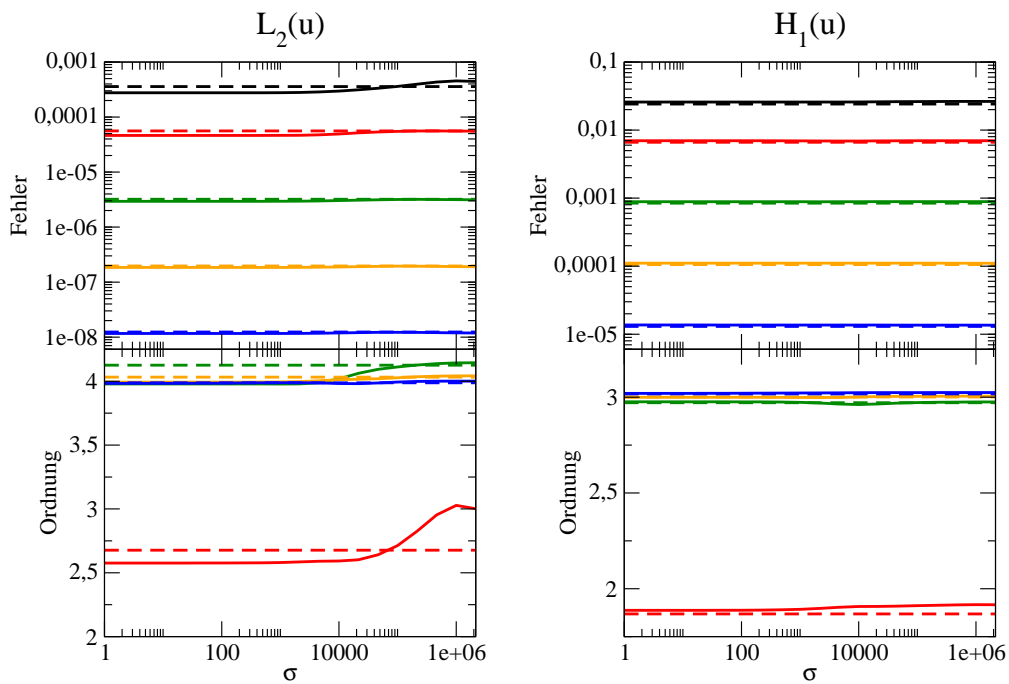 L2(u)
0,001
0,0001
1e-05
1e-06
1e-07
1e-08
Fehler
4
3,5
3
2,5
2
Ordnung
1
100
10000
1e+06
σ
H1(u)
0,1
0,01
0,001
0,0001
1e-05
Fehler
3
2,5
2
Ordnung
1
100
10000
1e+06
σ